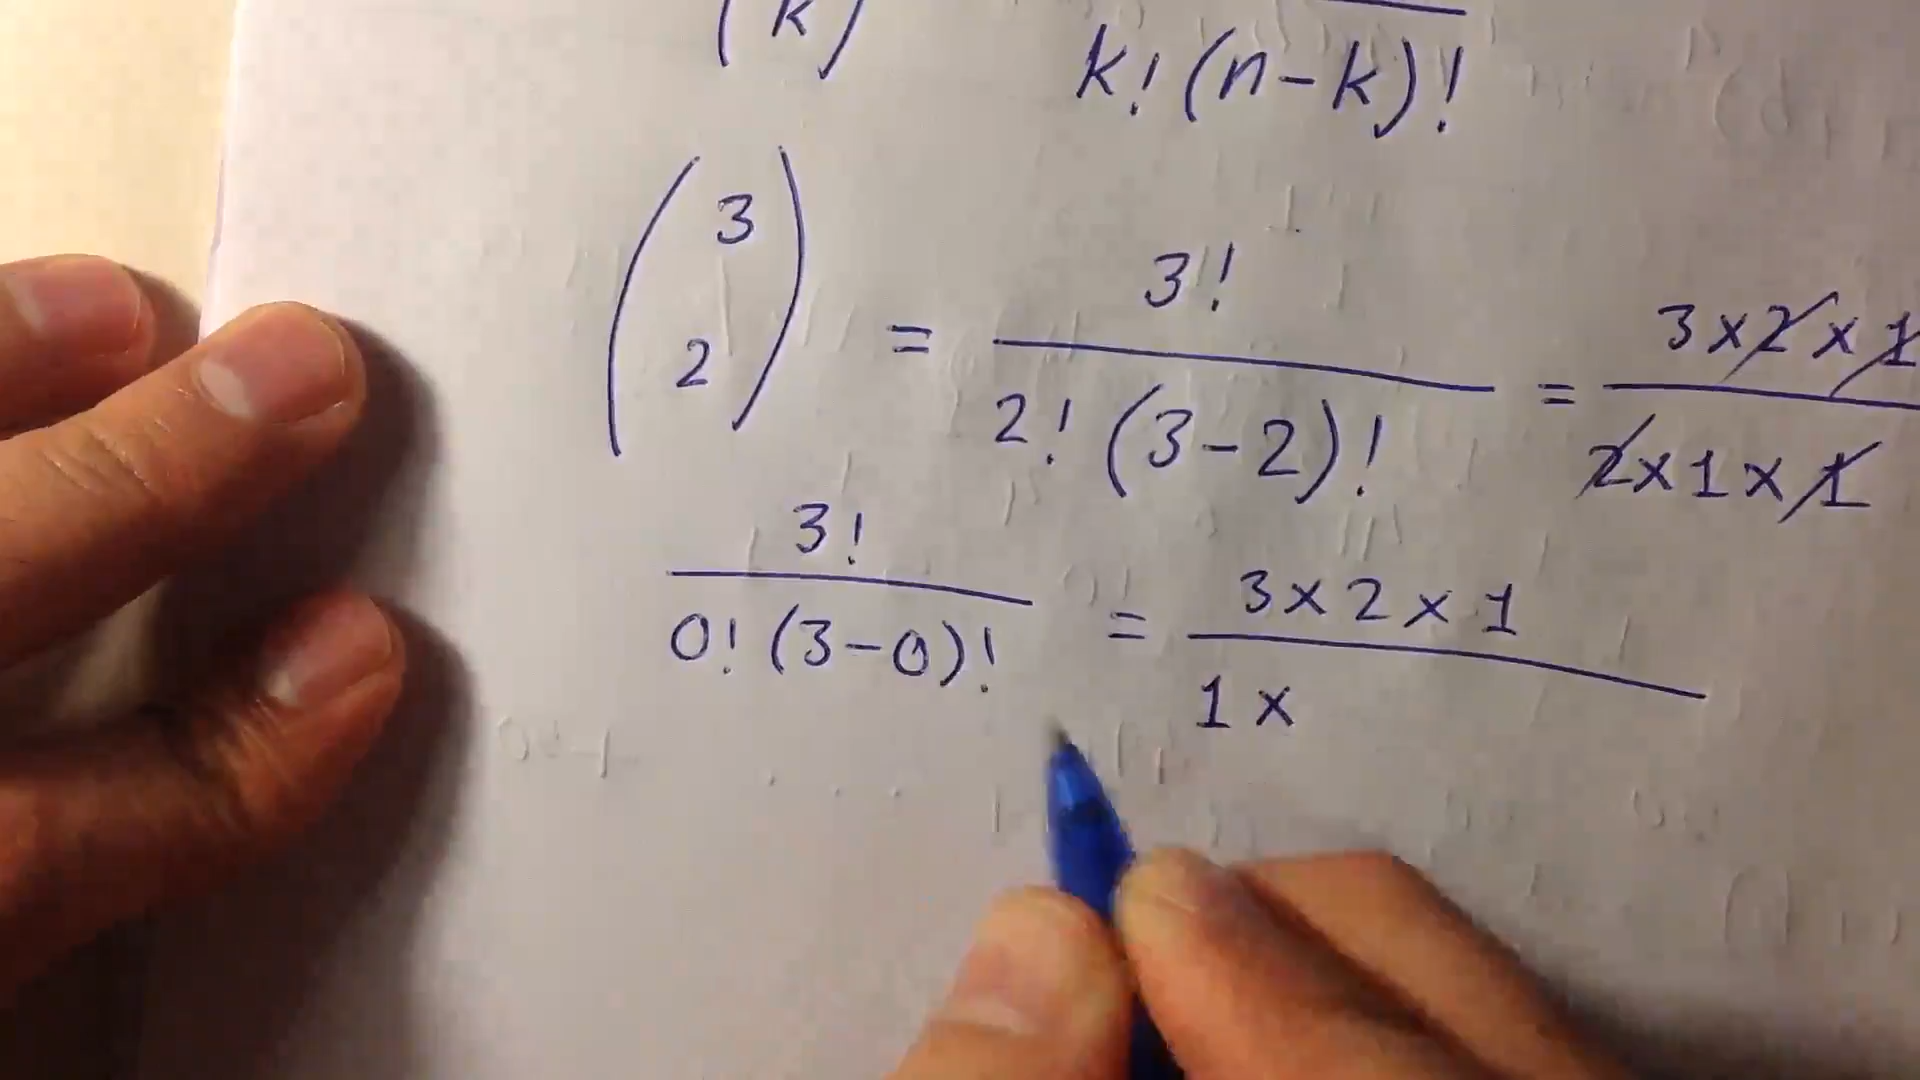 (k)
k!(n-k)!
(3 2) = 3! / 2!(3-2)! = 3x2x1 / 2x1x1
3! / 0!(3-0)! = 3x2x1 / 1x